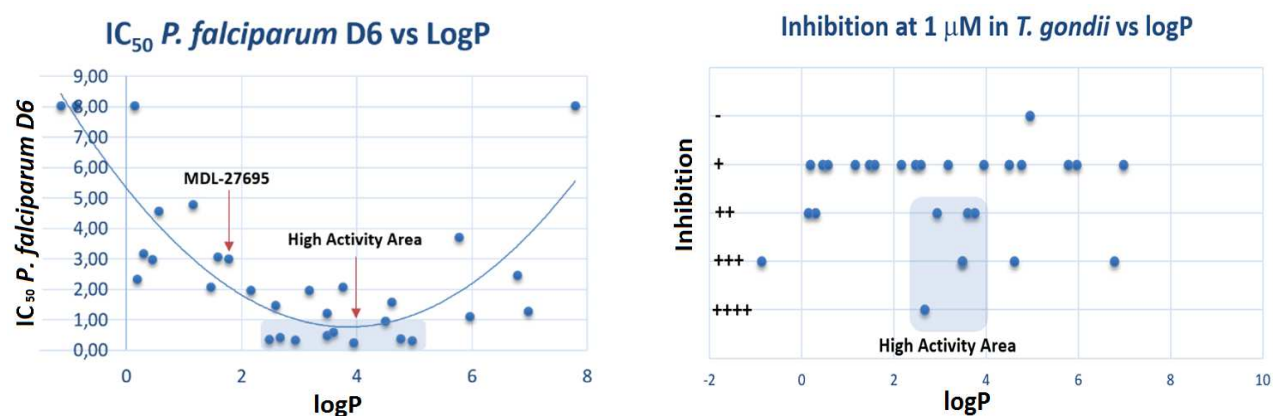 IC50 P. falciparum D6 vs LogP
IC50 P. falciparum D6
9,00
8,00
7,00
6,00
5,00
4,00
3,00
2,00
1,00
0,00
MDL-27695
High Activity Area
0 2 4 6 8
logP
Inhibition at 1 μM in T. gondii vs logP
Inhibition
-
+
++
+++
++++
High Activity Area
-2 0 2 4 6 8 10
logP